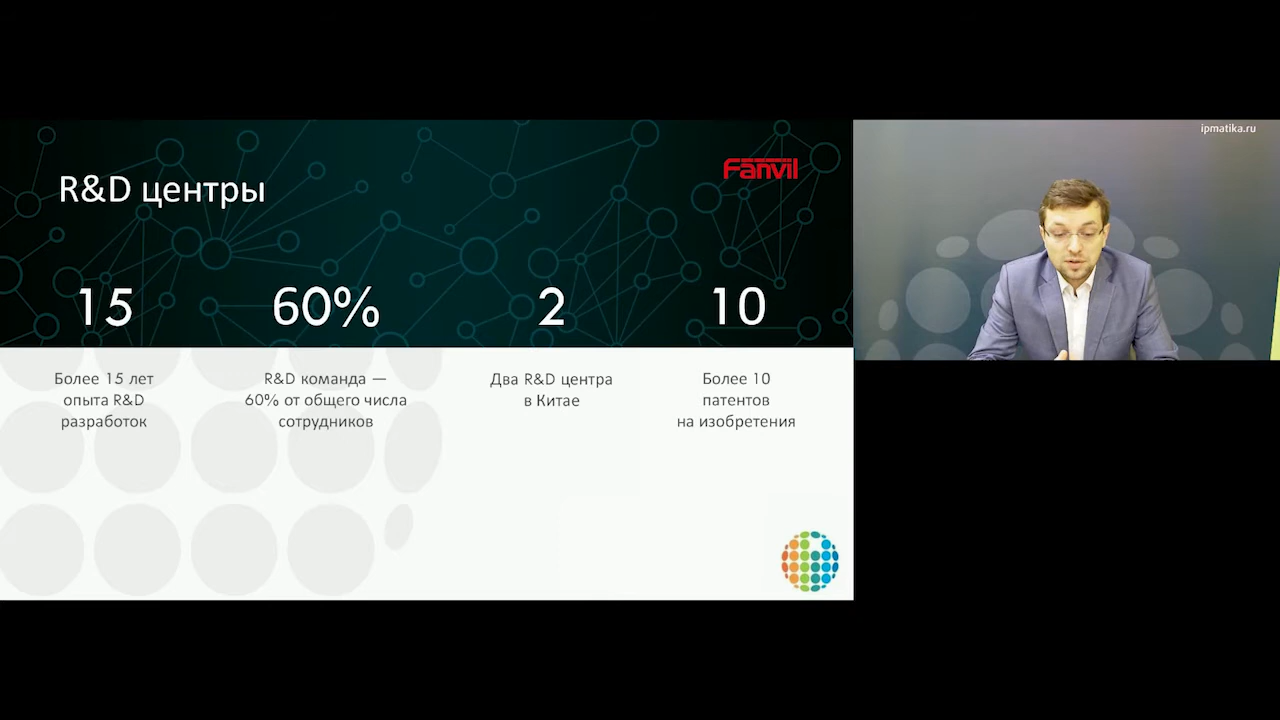 R&D центры
Fanvil
ipmatika.ru
15
60%
2
10
Более 15 лет
опыта R&D
разработок
R&D команда —
60% от общего числа
сотрудников
Два R&D центра
в Китае
Более 10
патентов
на изобретения